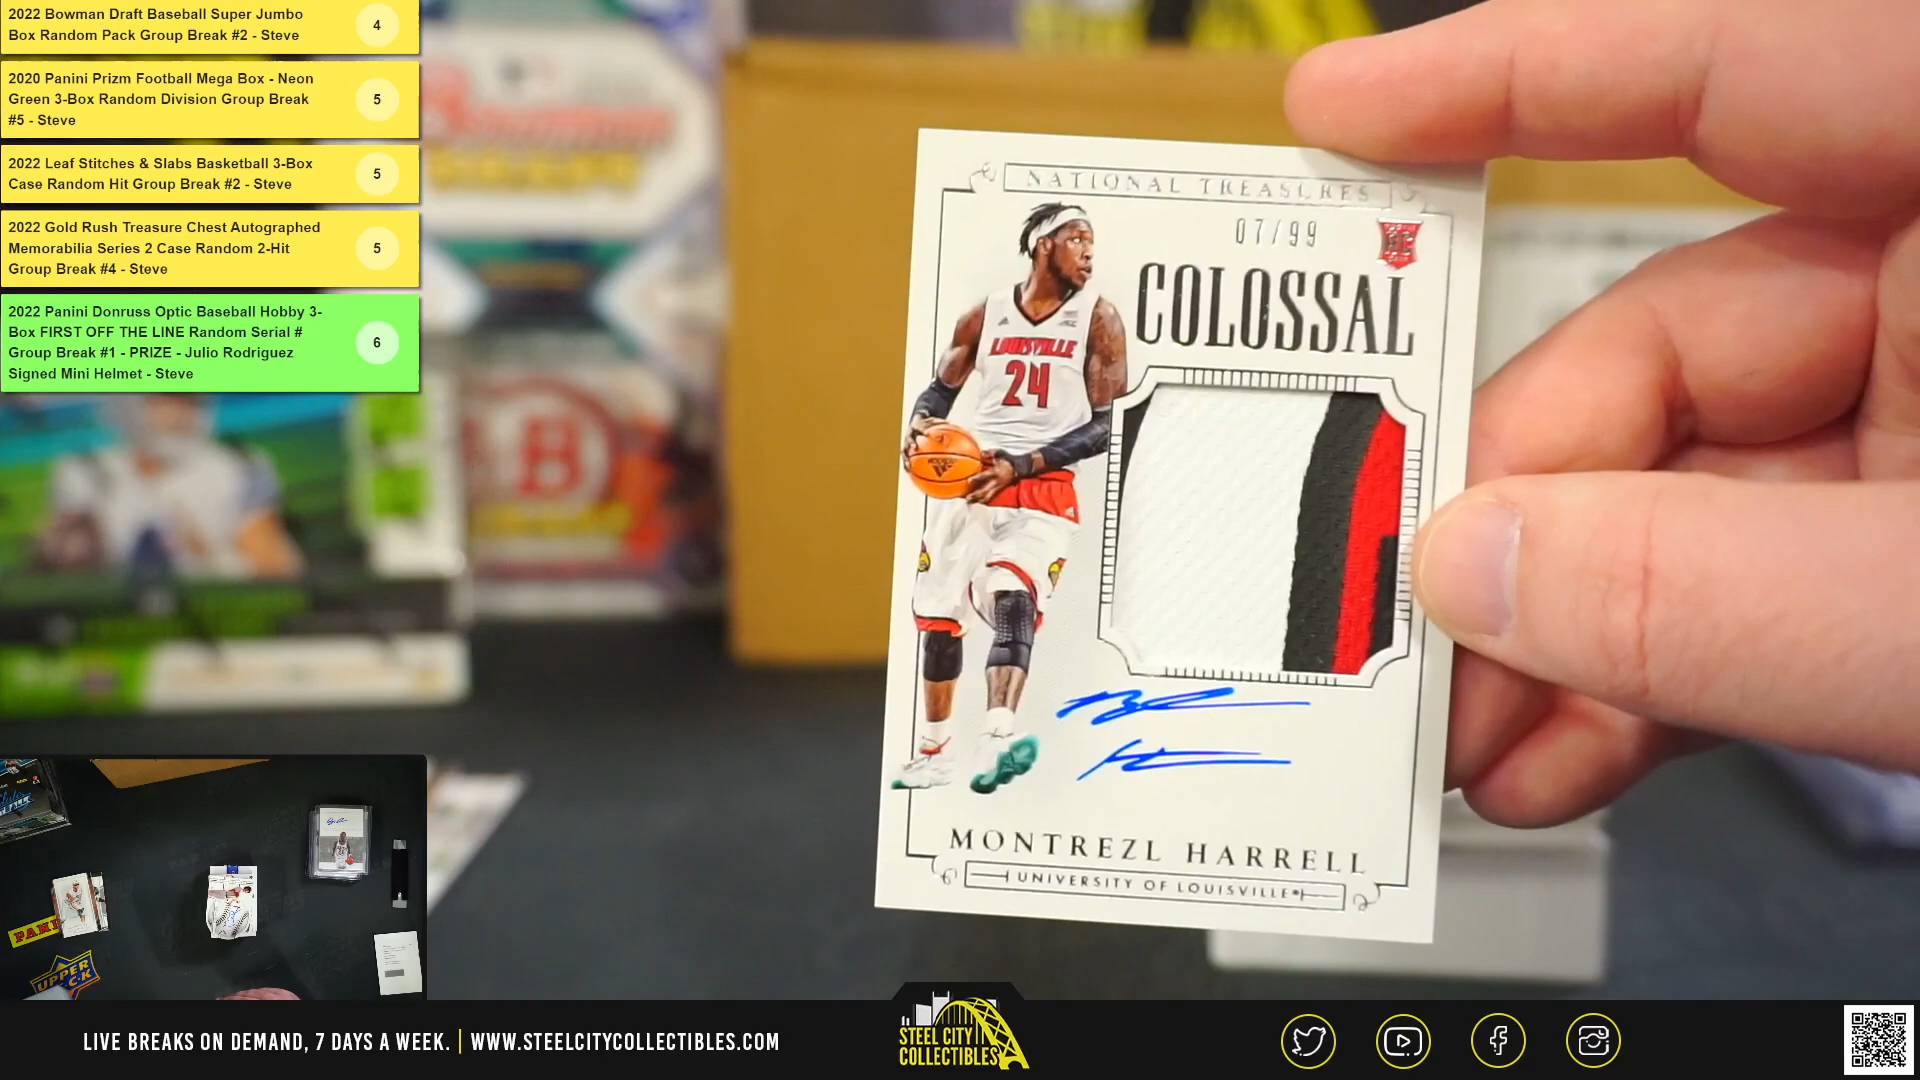 2022 Bowman Draft Baseball Super Jumbo
Box Random Pack Group Break #2 - Steve
4
2020 Panini Prizm Football Mega Box - Neon
Green 3-Box Random Division Group Break
#5 - Steve
5
2022 Leaf Stitches & Slabs Basketball 3-Box
Case Random Hit Group Break #2 - Steve
5
2022 Gold Rush Treasure Chest Autographed
Memorabilia Series 2 Case Random 2-Hit
Group Break #4 - Steve
5
2022 Panini Donruss Optic Baseball Hobby 3-
Box FIRST OFF THE LINE Random Serial #
Group Break #1 - PRIZE - Julio Rodriguez
Signed Mini Helmet - Steve
6
NATIONAL TREASURES
07/99
RC
COLOSSAL
LOUISVILLE
24
MONTREZL HARRELL
UNIVERSITY OF LOUISVILLE®
PANI
UPPER
LIVE BREAKS ON DEMAND, 7 DAYS A WEEK. | WWW.STEELCITYCOLLECTIBLES.COM
STEEL CITY
COLLECTIBLES